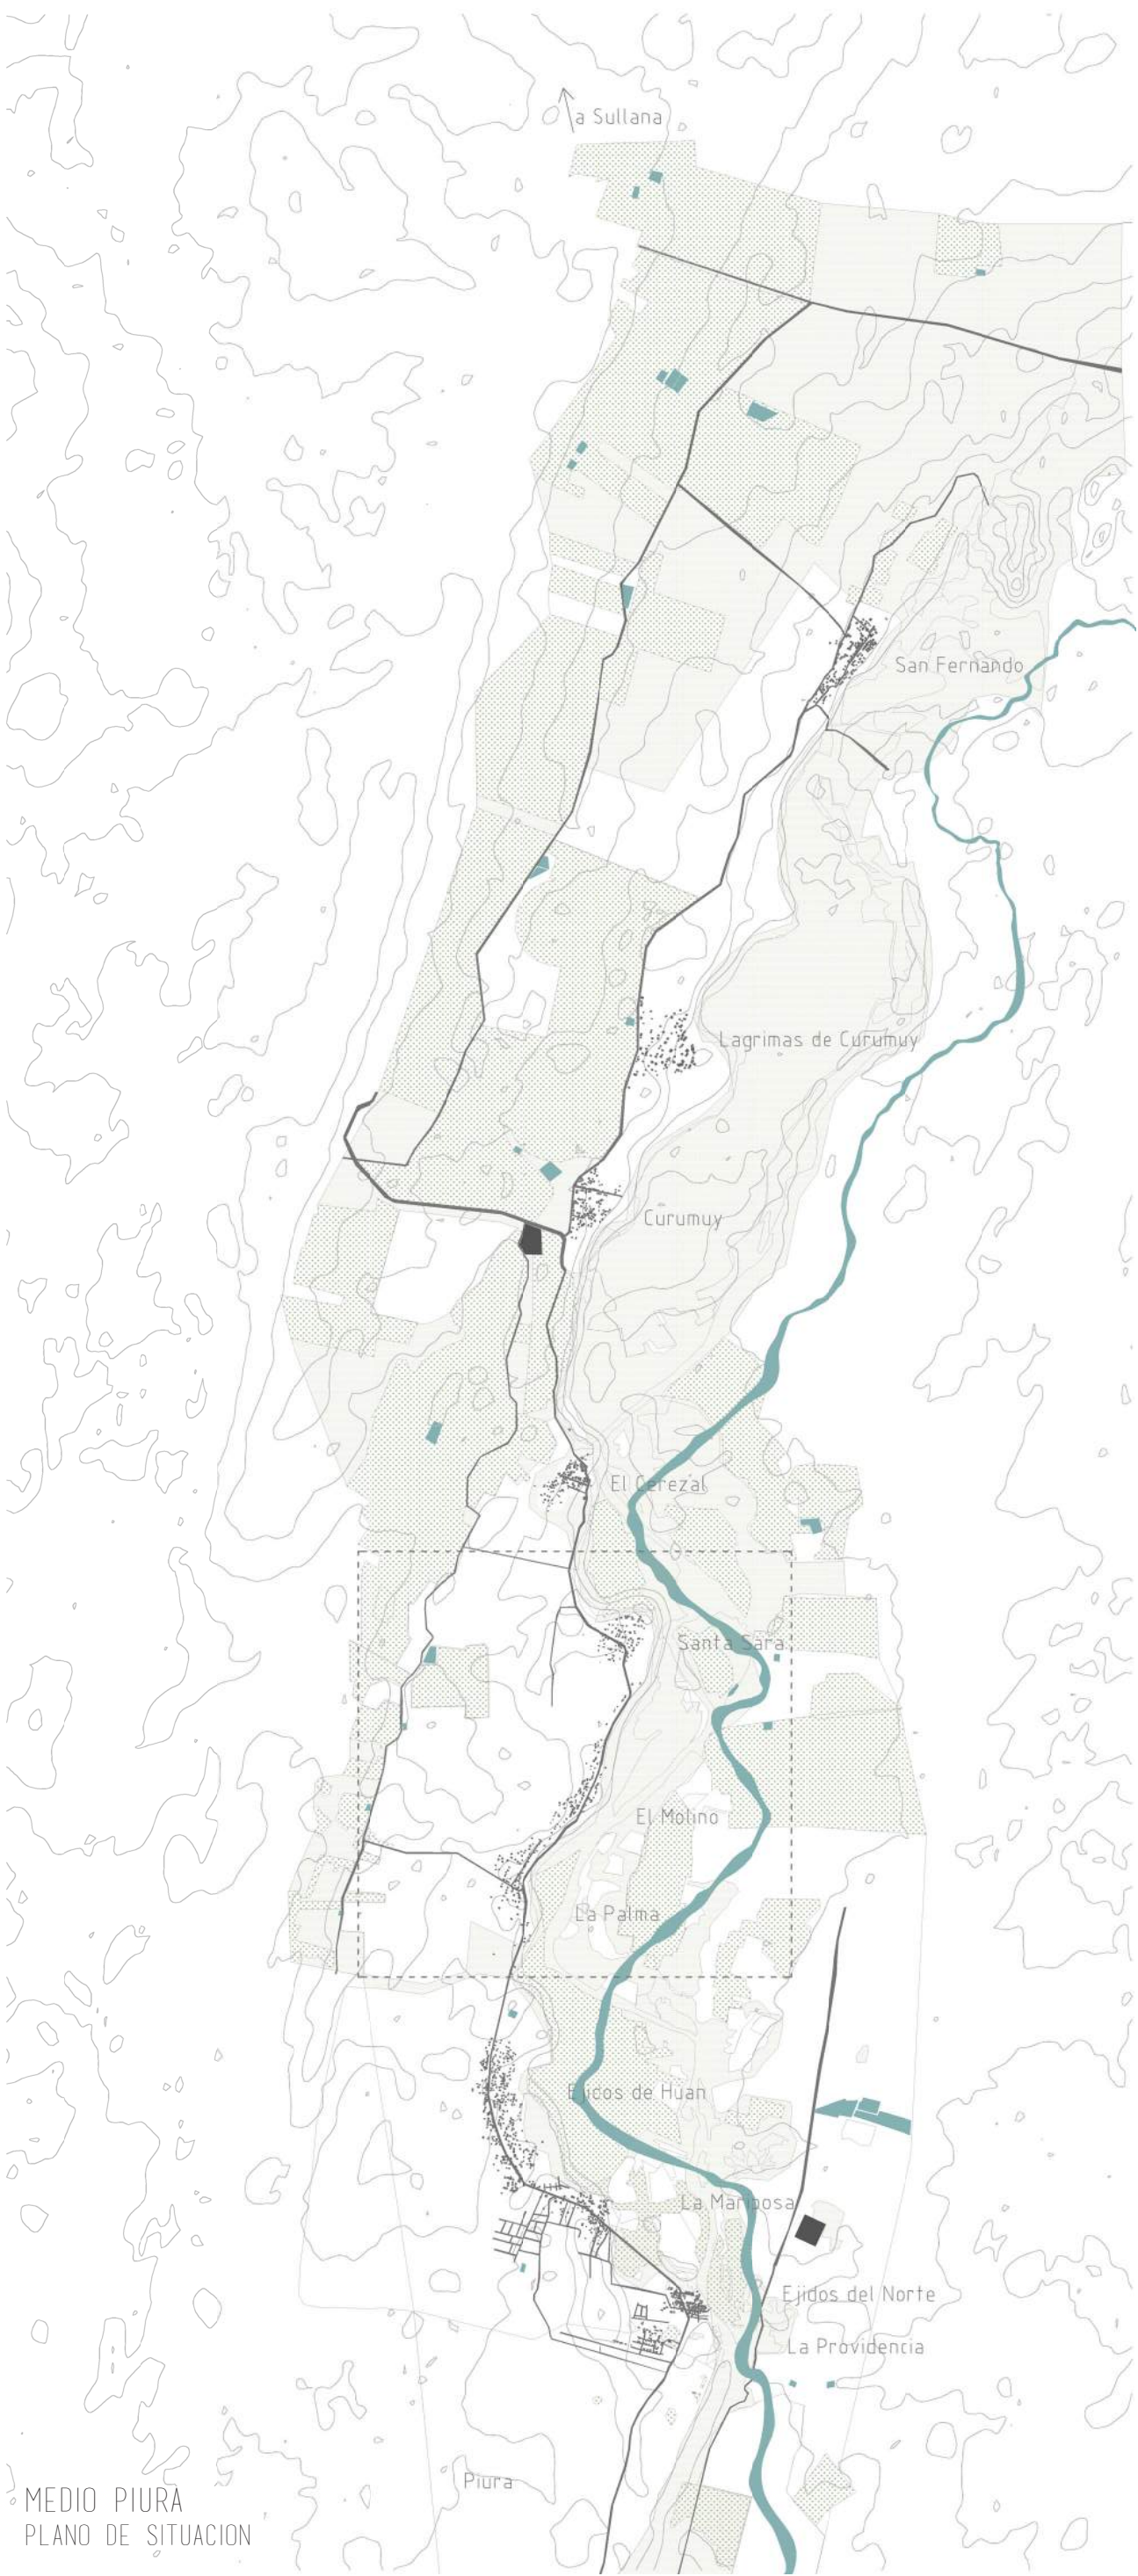 a Sullana
San Fernando
Lagrimas de Curumuy
Curumuy
El Cerezal
Santa Sara
El Molino
La Palma
Ejicos de Huan
La Mariposa
Ejidos del Norte
La Providencia
Piura
MEDIO PIURA
PLANO DE SITUACION